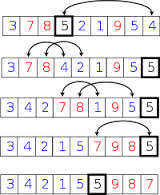 3 7 8 5 2 1 9 5 4
3 7 8 4 2 1 9 5 5
3 4 2 7 8 1 9 5 5
3 4 2 1 5 7 9 8 5
3 4 2 1 5 5 9 8 7